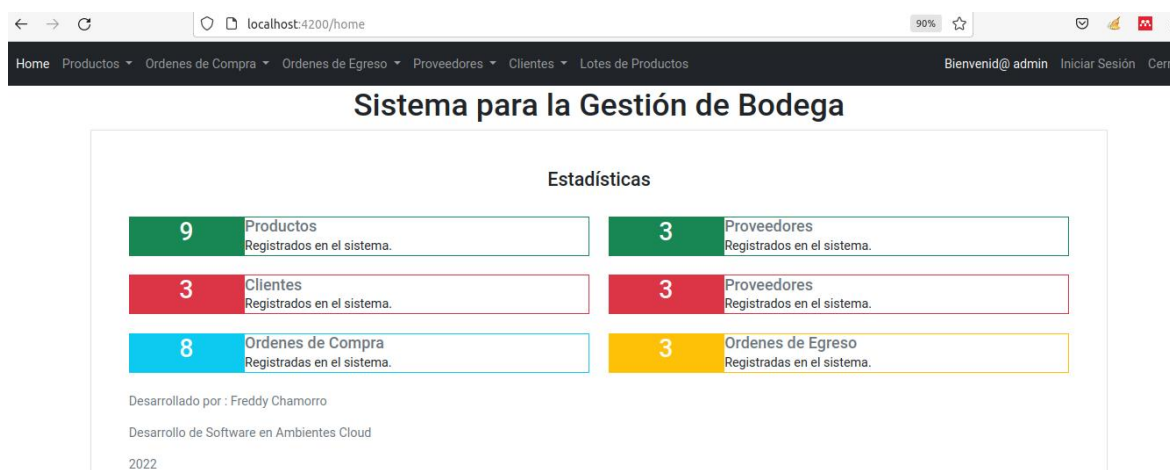 localhost:4200/home
90%
Home Productos Ordenes de Compra Ordenes de Egreso Proveedores Clientes Lotes de Productos Bienvenid@ admin Iniciar Sesión Cerr
Sistema para la Gestión de Bodega
Estadísticas
9 Productos
Registrados en el sistema.
3 Proveedores
Registrados en el sistema.
3 Clientes
Registrados en el sistema.
3 Proveedores
Registrados en el sistema.
8 Ordenes de Compra
Registradas en el sistema.
3 Ordenes de Egreso
Registradas en el sistema.
Desarrollado por : Freddy Chamorro
Desarrollo de Software en Ambientes Cloud
2022